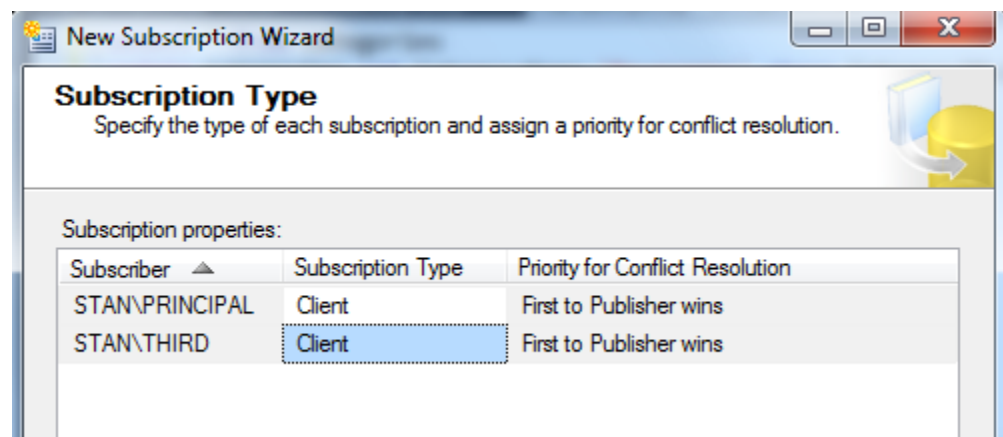 New Subscription Wizard
Subscription Type
Specify the type of each subscription and assign a priority for conflict resolution.
Subscription properties:
Subscriber Subscription Type Priority for Conflict Resolution
STAN\PRINCIPAL Client First to Publisher wins
STAN\THIRD Client First to Publisher wins